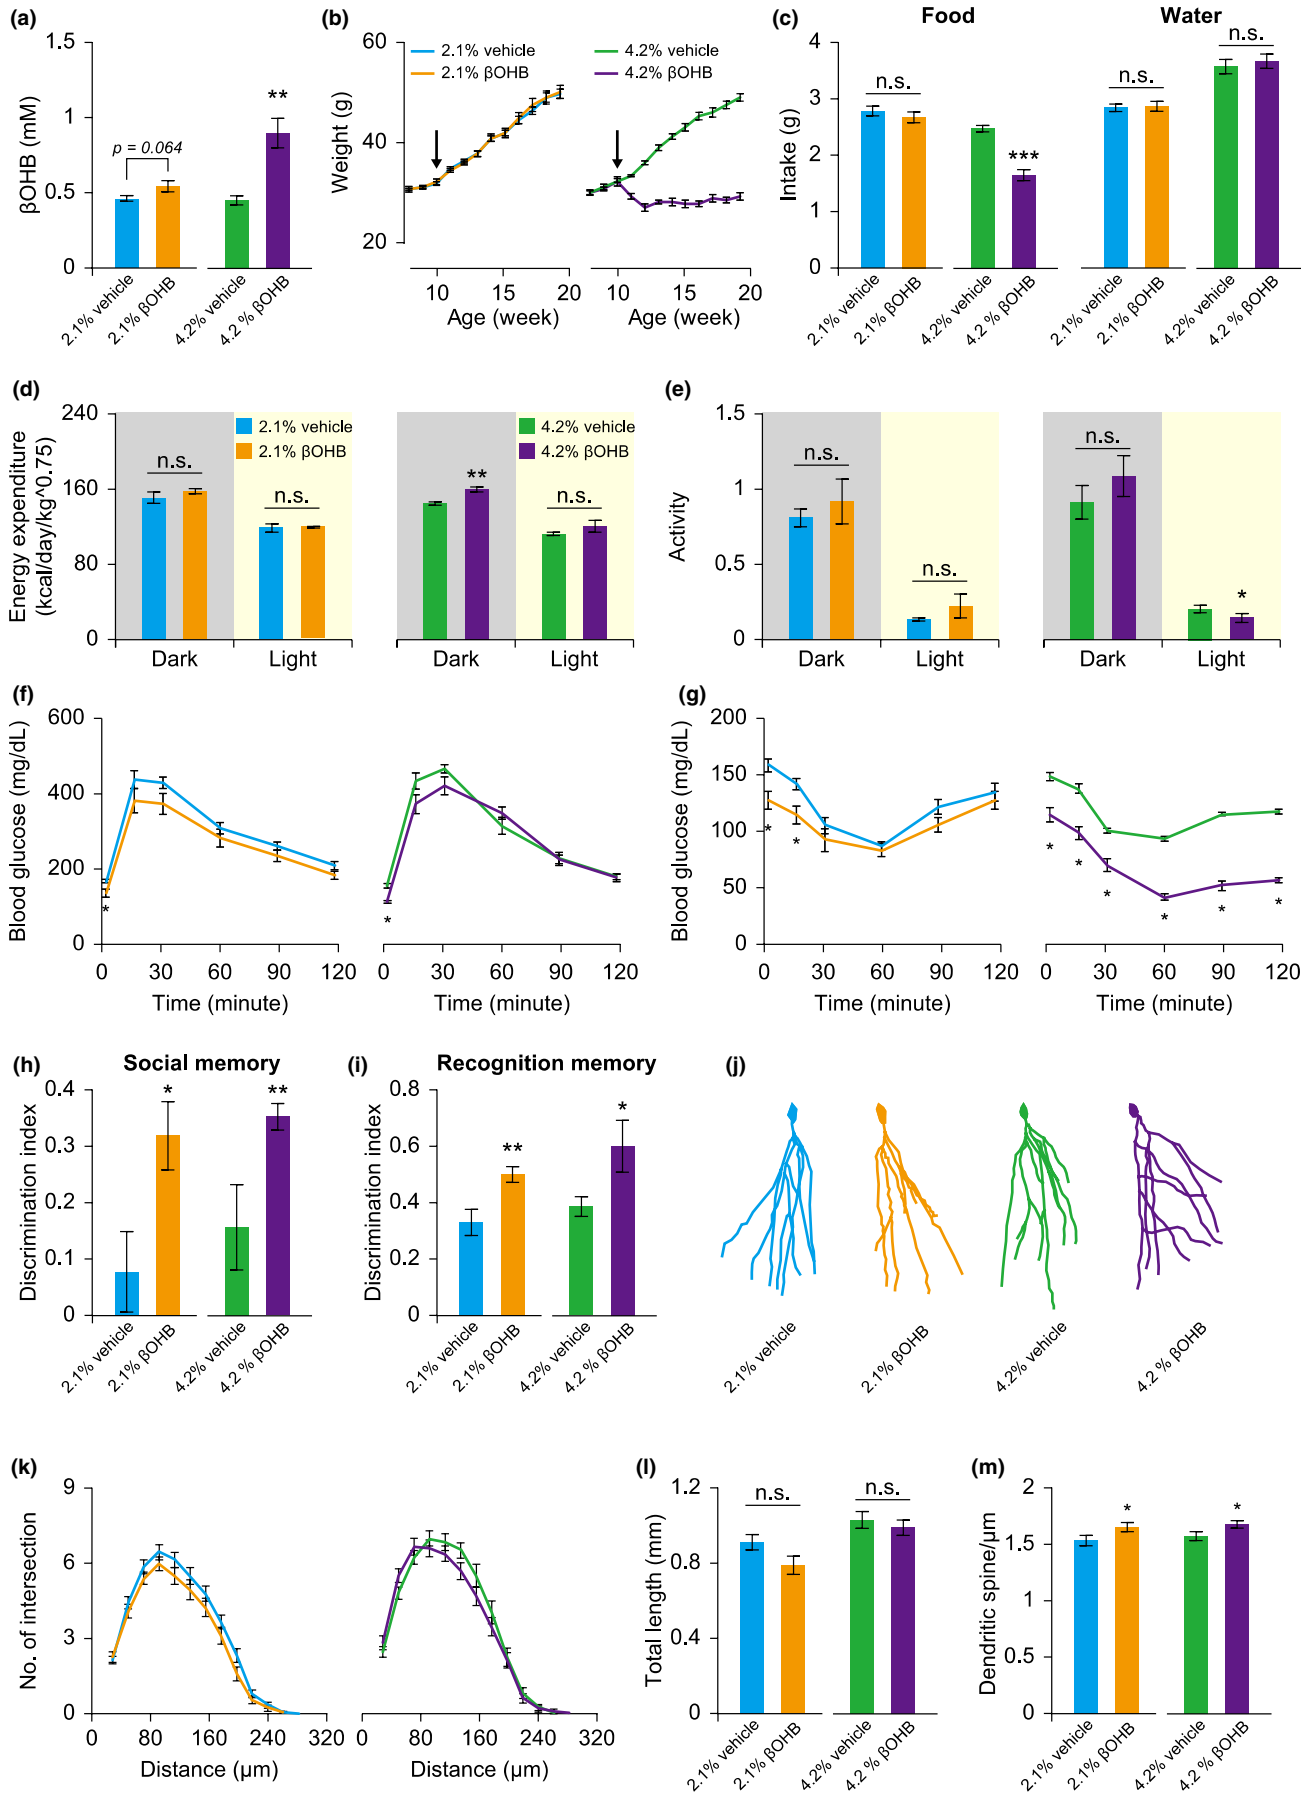 (a)
βOHB (mM)
1.5
1
0.5
0
p = 0.064
**
2.1% vehicle
2.1% βOHB
4.2% vehicle
4.2 % βOHB
(b)
Weight (g)
60
40
20
2.1% vehicle
2.1% βOHB
4.2% vehicle
4.2% βOHB
10 15 20
Age (week)
10 15 20
Age (week)
(c)
Food Water
Intake (g)
4
3
2
1
0
n.s.
***
n.s.
n.s.
2.1% vehicle
2.1% βOHB
4.2% vehicle
4.2 % βOHB
2.1% vehicle
2.1% βOHB
4.2% vehicle
4.2 % βOHB
(d)
Energy expenditure
(kcal/day/kg^0.75)
240
160
80
0
2.1% vehicle
2.1% βOHB
n.s.
n.s.
Dark Light
4.2% vehicle
4.2% βOHB
**
n.s.
Dark Light
(e)
Activity
1.5
1
0.5
0
n.s.
n.s.
Dark Light
n.s.
*
Dark Light
(f)
Blood glucose (mg/dL)
600
400
200
0
*
0 30 60 90 120
Time (minute)
*
0 30 60 90 120
Time (minute)
(g)
Blood glucose (mg/dL)
200
150
100
50
0
* *
0 30 60 90 120
Time (minute)
* * * * * *
0 30 60 90 120
Time (minute)
(h)
Social memory
Discrimination index
0.4
0.3
0.2
0.1
0
*
**
2.1% vehicle
2.1% βOHB
4.2% vehicle
4.2 % βOHB
(i)
Recognition memory
Discrimination index
0.8
0.6
0.4
0.2
0
**
*
2.1% vehicle
2.1% βOHB
4.2% vehicle
4.2 % βOHB
(j)
2.1% vehicle
2.1% βOHB
4.2% vehicle
4.2 % βOHB
(k)
No. of intersection
9
6
3
0
0 80 160 240 320
Distance (μm)
0 80 160 240 320
Distance (μm)
(l)
Total length (mm)
1.2
0.8
0.4
0
n.s.
n.s.
2.1% vehicle
2.1% βOHB
4.2% vehicle
4.2 % βOHB
(m)
Dendritic spine/μm
2
1.5
1
0.5
0
*
*
2.1% vehicle
2.1% βOHB
4.2% vehicle
4.2 % βOHB